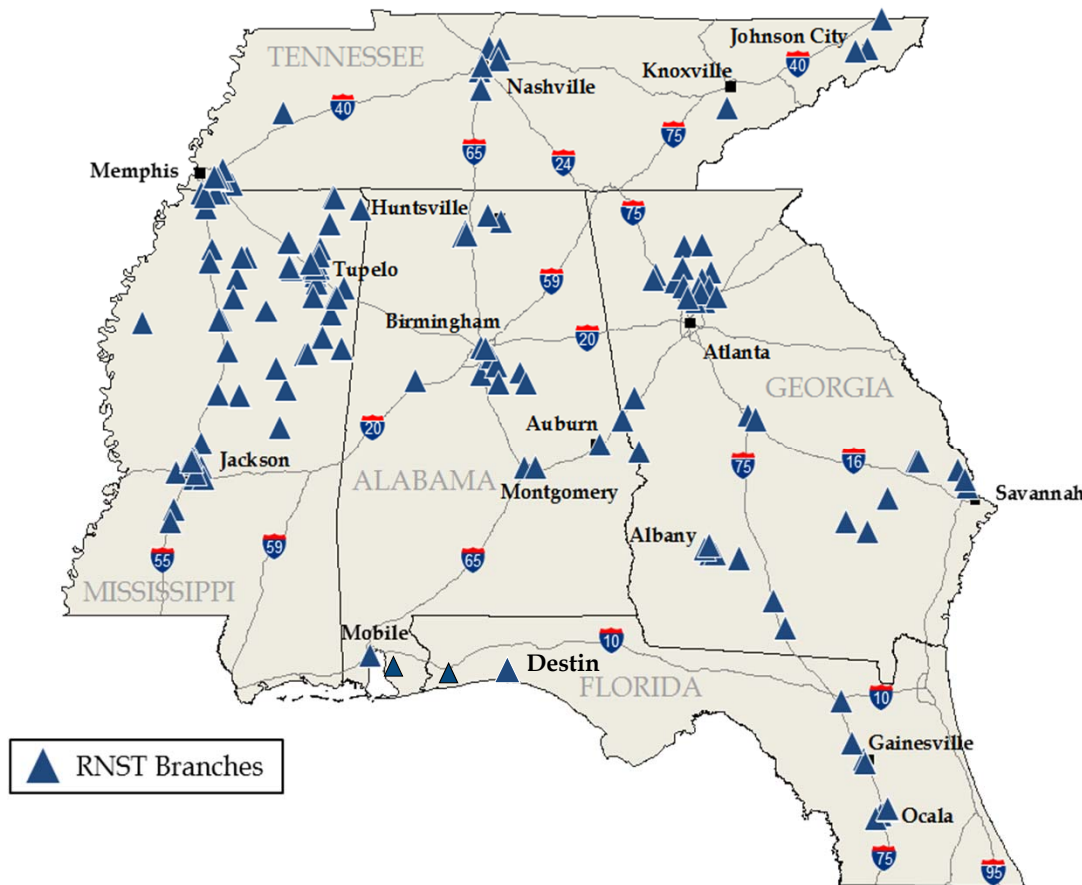 Johnson City
TENNESSEE
40
Knoxville
Nashville
40
75
65
24
Memphis
Huntsville
75
Tupelo
59
Birmingham
20
Atlanta
GEORGIA
Auburn
20
Jackson
75
16
ALABAMA
Montgomery
Savannah
Albany
59
55
65
MISSISSIPPI
Mobile
10
Destin
FLORIDA
10
Gainesville
RNST Branches
Ocala
75
95